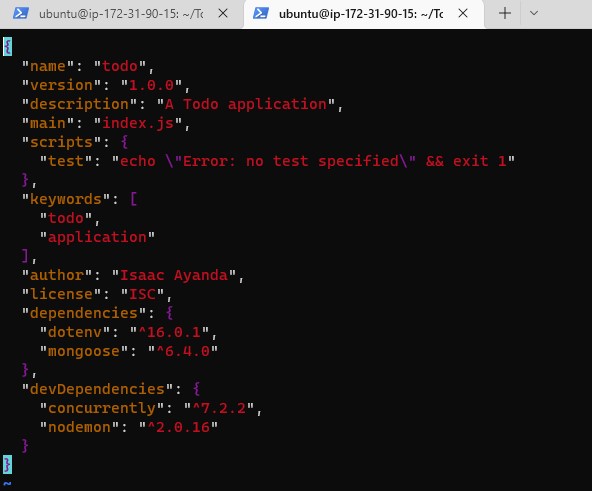 ubuntu@ip-172-31-90-15: ~/Tc
ubuntu@ip-172-31-90-15: ~/Tc
{
  "name": "todo",
  "version": "1.0.0",
  "description": "A Todo application",
  "main": "index.js",
  "scripts": {
    "test": "echo \"Error: no test specified\" && exit 1"
  },
  "keywords": [
    "todo",
    "application"
  ],
  "author": "Isaac Ayanda",
  "license": "ISC",
  "dependencies": {
    "dotenv": "^16.0.1",
    "mongoose": "^6.4.0"
  },
  "devDependencies": {
    "concurrently": "^7.2.2",
    "nodemon": "^2.0.16"
  }
}
~